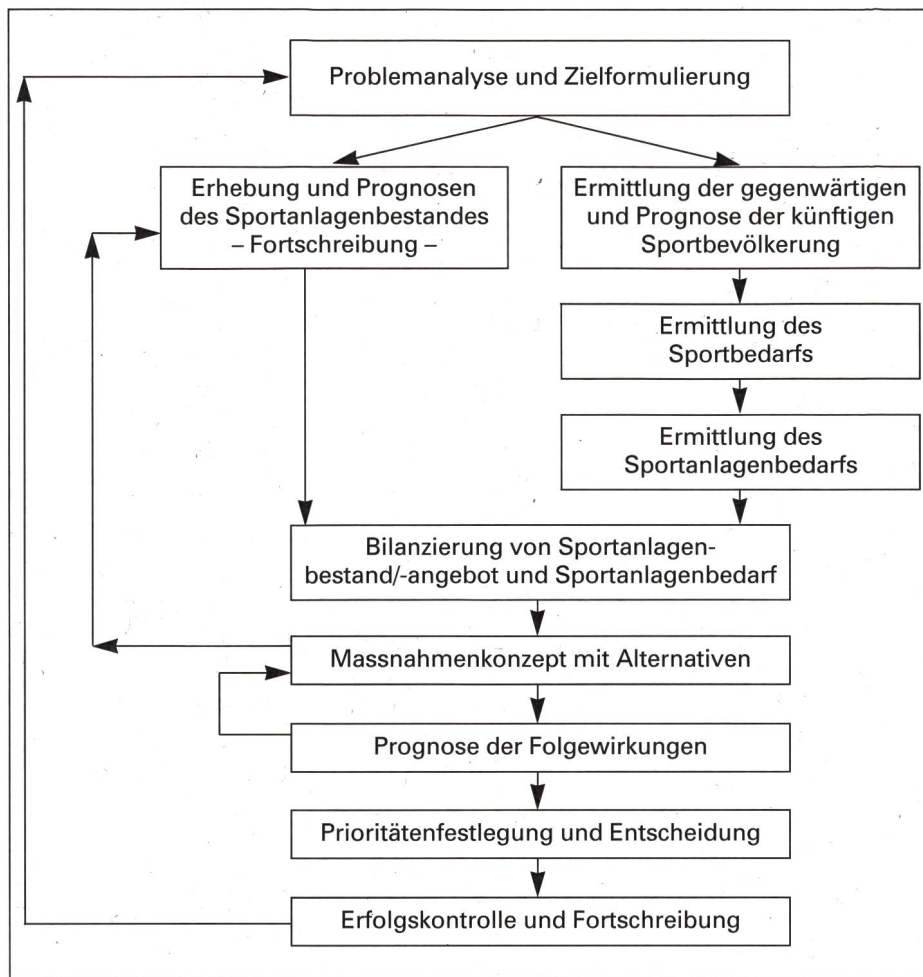 Problemanalyse und Zielformulierung
Erhebung und Prognosen
des Sportanlagenbestandes
– Fortschreibung –
Ermittlung der gegenwärtigen
und Prognose der künftigen
Sportbevölkerung
Ermittlung des
Sportbedarfs
Ermittlung des
Sportanlagenbedarfs
Bilanzierung von Sportanlagen-
bestand/-angebot und Sportanlagenbedarf
Massnahmenkonzept mit Alternativen
Prognose der Folgewirkungen
Prioritätenfestlegung und Entscheidung
Erfolgskontrolle und Fortschreibung